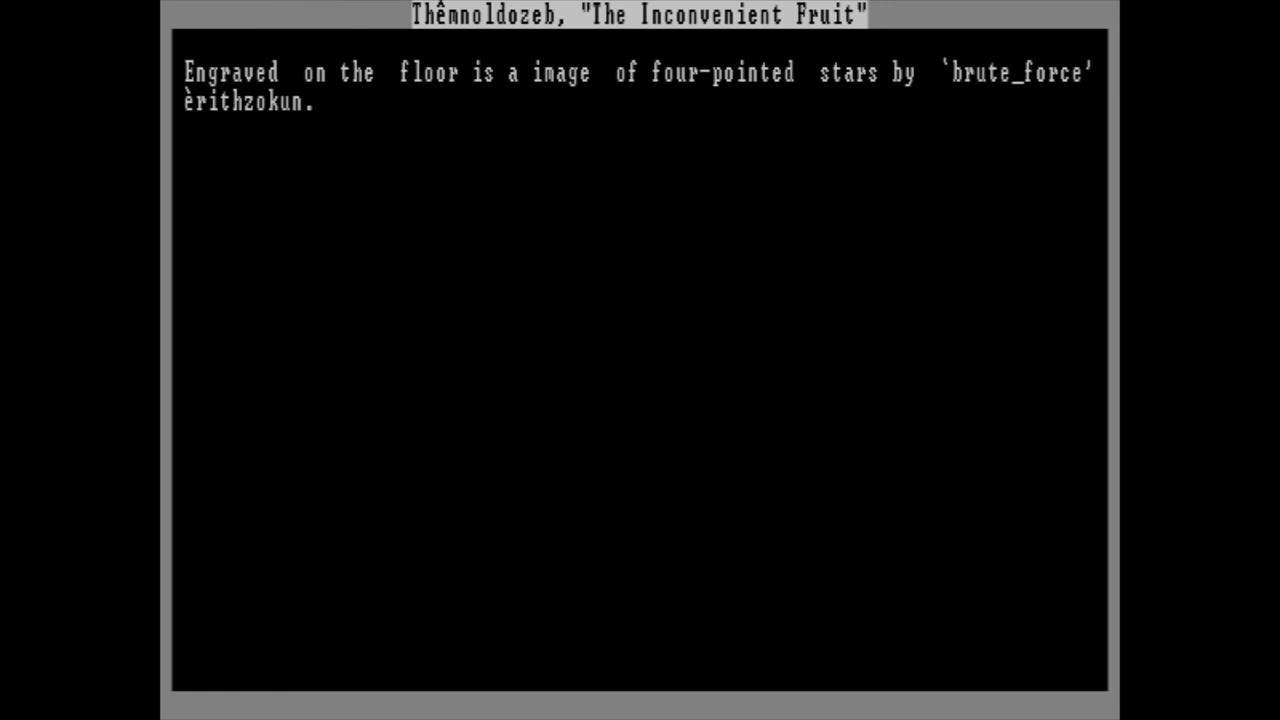 Thêmnoldozeb, "The Inconvenient Fruit"
Engraved on the floor is a image of four-pointed stars by `brute_force'
èrithzokun.